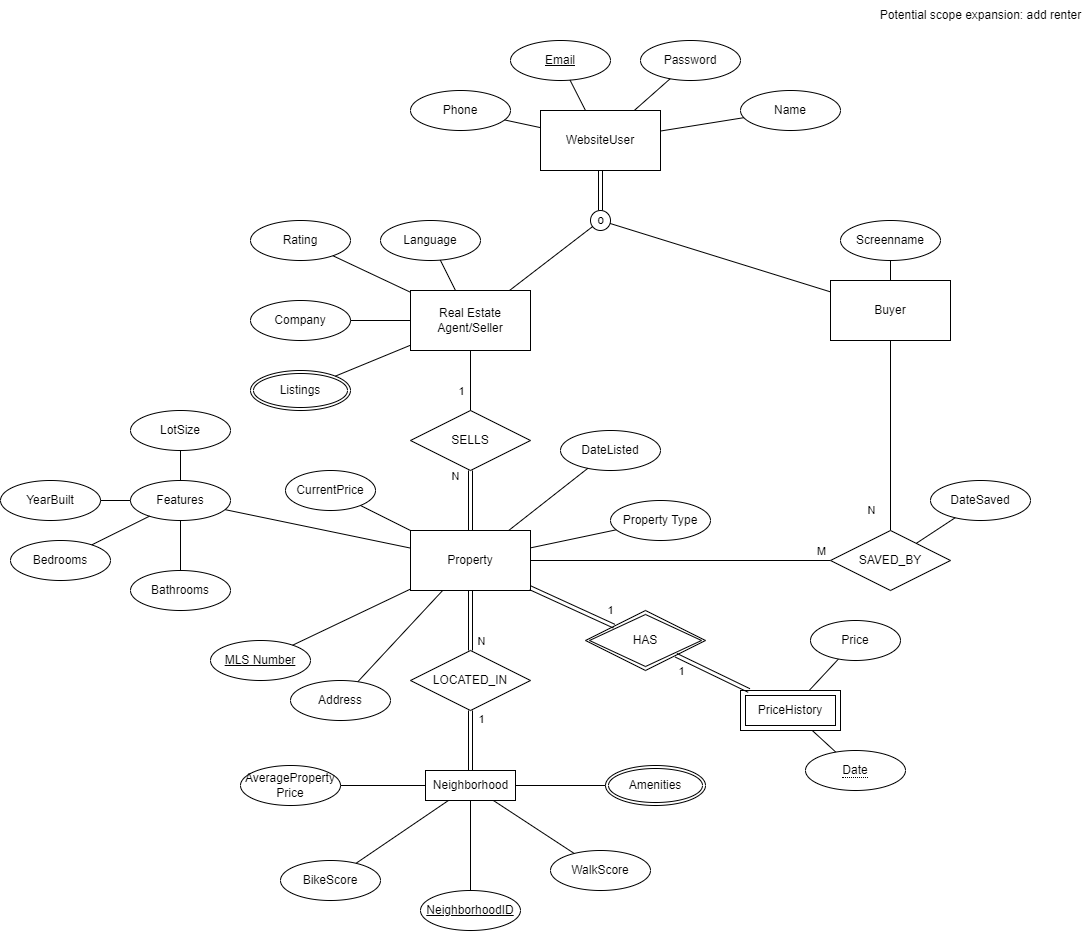 Potential scope expansion: add renter
Email
Password
Phone
Name
WebsiteUser
o
Rating
Language
Screenname
Real Estate
Agent/Seller
Buyer
Company
Listings
1
SELLS
LotSize
DateListed
N
CurrentPrice
YearBuilt
Features
DateSaved
N
Property Type
M
Bedrooms
Property
SAVED_BY
Bathrooms
1
HAS
N
Price
MLS Number
1
LOCATED_IN
Address
PriceHistory
1
Date
AverageProperty
Price
Neighborhood
Amenities
BikeScore
WalkScore
NeighborhoodID